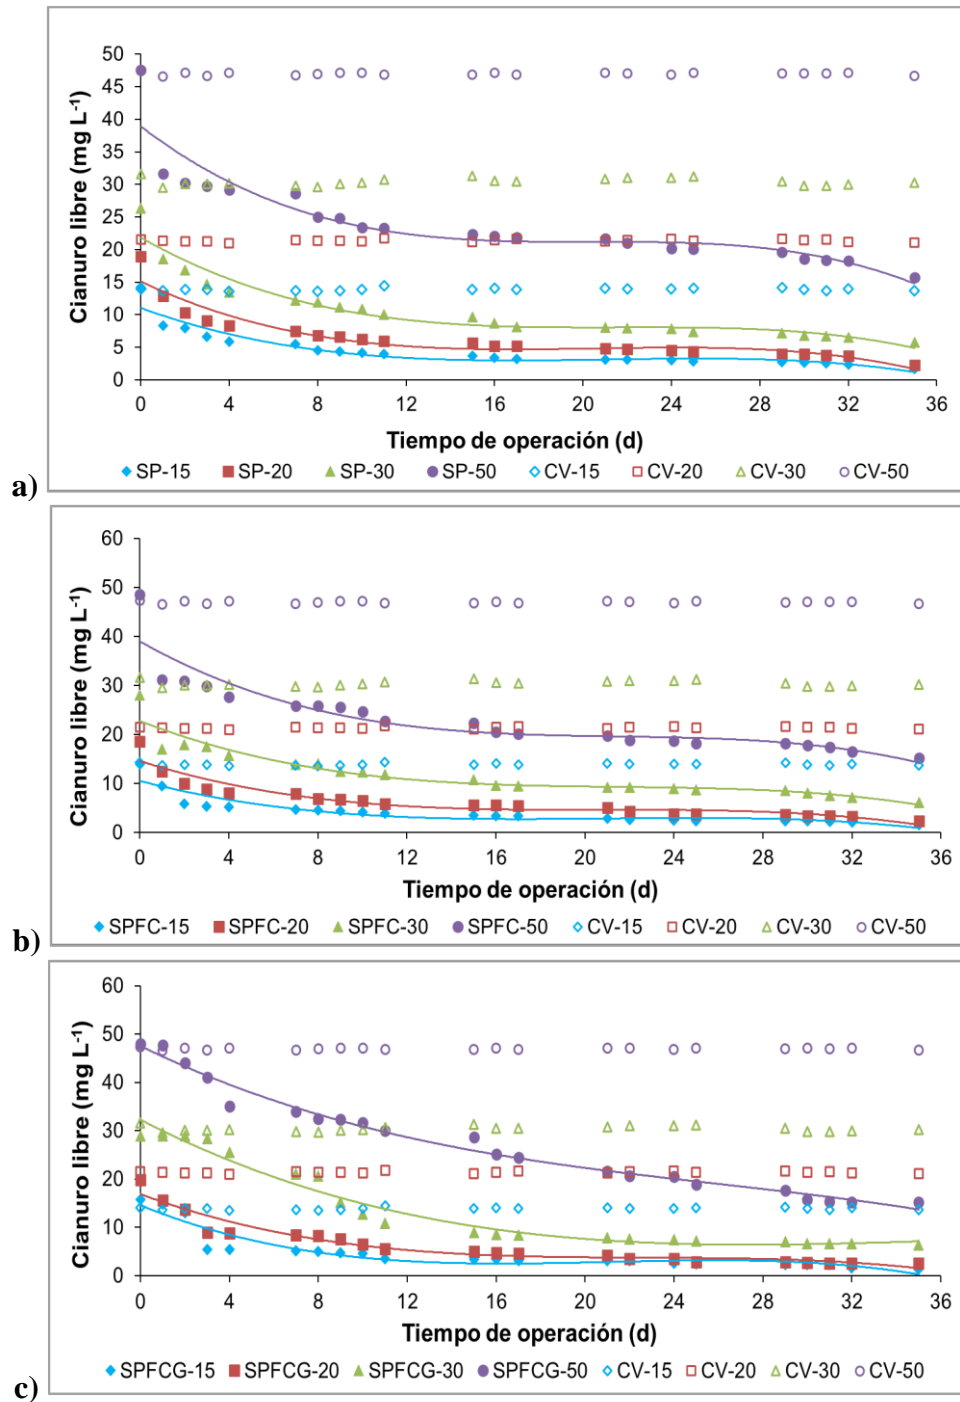 50
45
40
35
30
25
20
15
10
5
0
Cianuro libre (mg L⁻¹)
0 4 8 12 16 20 24 28 32 36
Tiempo de operación (d)
SP-15 SP-20 SP-30 SP-50 CV-15 CV-20 CV-30 CV-50
a)
60
50
40
30
20
10
0
Cianuro libre (mg L⁻¹)
0 4 8 12 16 20 24 28 32 36
Tiempo de operación (d)
SPFC-15 SPFC-20 SPFC-30 SPFC-50 CV-15 CV-20 CV-30 CV-50
b)
60
50
40
30
20
10
0
Cianuro libre (mg L⁻¹)
0 4 8 12 16 20 24 28 32 36
Tiempo de operación (d)
SPFCG-15 SPFCG-20 SPFCG-30 SPFCG-50 CV-15 CV-20 CV-30 CV-50
c)